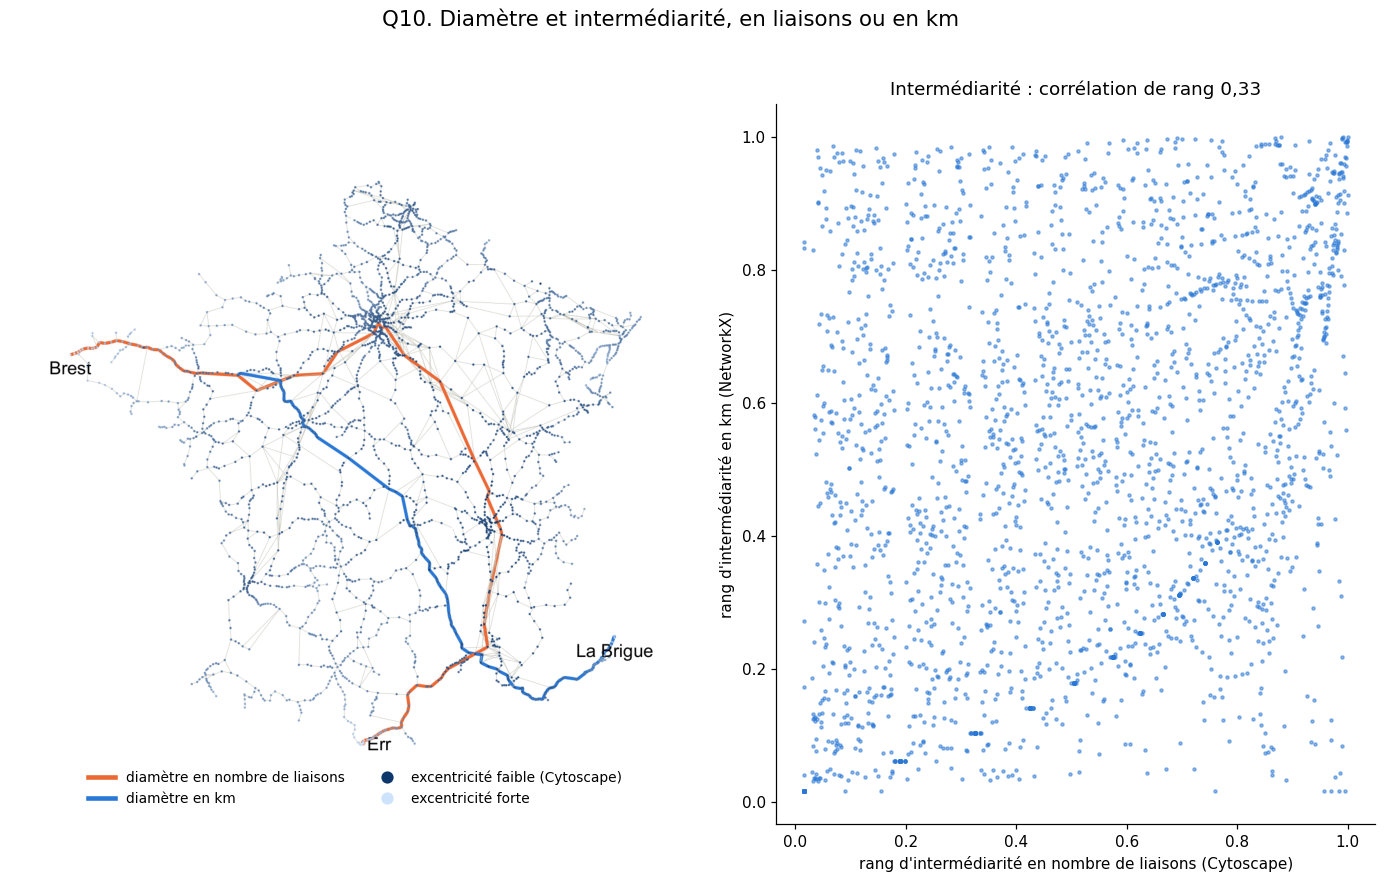 Q10. Diamètre et intermédiarité, en liaisons ou en km
Brest
La Brigue
Err
diamètre en nombre de liaisons
diamètre en km
excentricité faible (Cytoscape)
excentricité forte
Intermédiarité : corrélation de rang 0,33
rang d'intermédiarité en km (NetworkX)
1.0
0.8
0.6
0.4
0.2
0.0
0.0 0.2 0.4 0.6 0.8 1.0
rang d'intermédiarité en nombre de liaisons (Cytoscape)